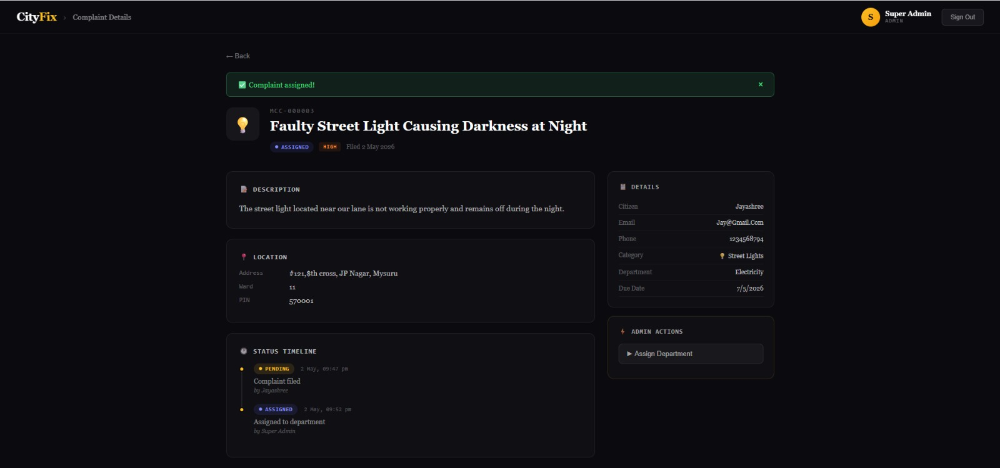 CityFix › Complaint Details
S Super Admin
ADMIN
Sign Out
← Back
✅ Complaint assigned! ×
MCC-000003
Faulty Street Light Causing Darkness at Night
ASSIGNED HIGH Filed 2 May 2026
DESCRIPTION
The street light located near our lane is not working properly and remains off during the night.
LOCATION
Address #121,$th cross, JP Nagar, Mysuru
Ward 11
PIN 570001
STATUS TIMELINE
PENDING 2 May, 09:47 pm
Complaint filed
by Jayashree
ASSIGNED 2 May, 09:52 pm
Assigned to department
by Super Admin
DETAILS
Citizen Jayashree
Email Jay@Gmail.Com
Phone 1234568794
Category Street Lights
Department Electricity
Due Date 7/5/2026
ADMIN ACTIONS
▶ Assign Department